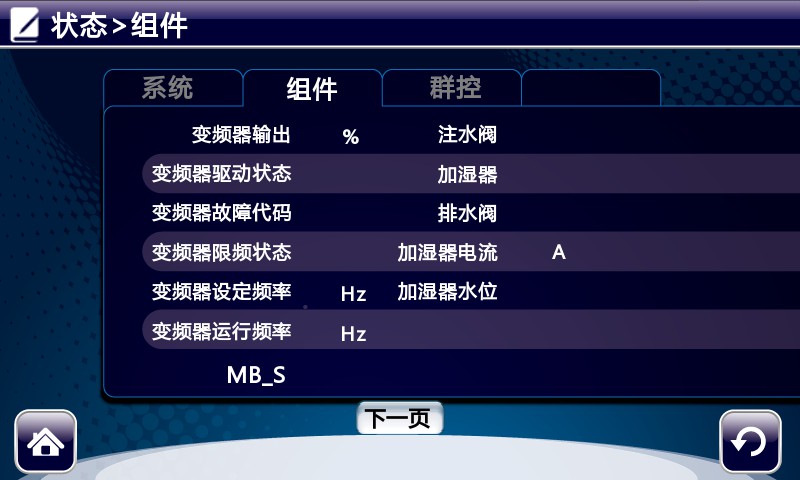 状态>组件
系统 组件 群控
变频器输出 % 注水阀
变频器驱动状态 加湿器
变频器故障代码 排水阀
变频器限频状态 加湿器电流 A
变频器设定频率 Hz 加湿器水位
变频器运行频率 Hz
MB_S
下一页